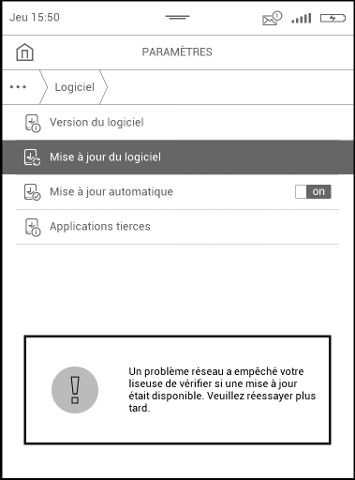 Jeu 15:50
PARAMÈTRES
Logiciel
Version du logiciel
Mise à jour du logiciel
Mise à jour automatique on
Applications tierces
Un problème réseau a empêché votre
liseuse de vérifier si une mise à jour
était disponible. Veuillez réessayer plus
tard.